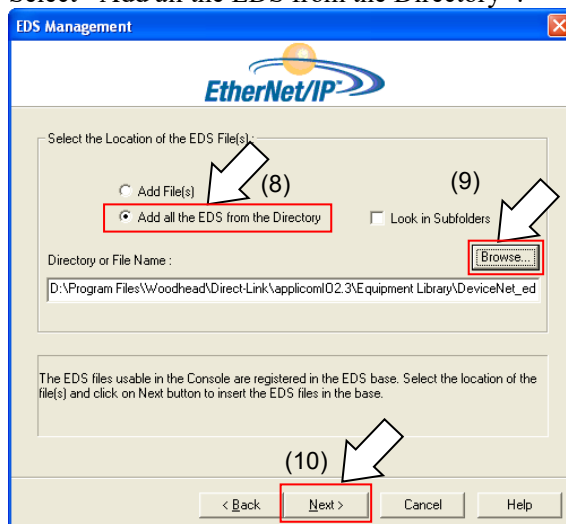 Select "Add all the EDS from the Directory".
EDS Management
EtherNet/IP
Select the Location of the EDS File(s) :
(8)
(9)
Add File(s)
Add all the EDS from the Directory
Look in Subfolders
Directory or File Name :
Browse...
D:\Program Files\Woodhead\Direct-Link\applicomIO2.3\Equipment Library\DeviceNet_ed
The EDS files usable in the Console are registered in the EDS base. Select the location of the
file(s) and click on Next button to insert the EDS files in the base.
(10)
< Back
Next >
Cancel
Help